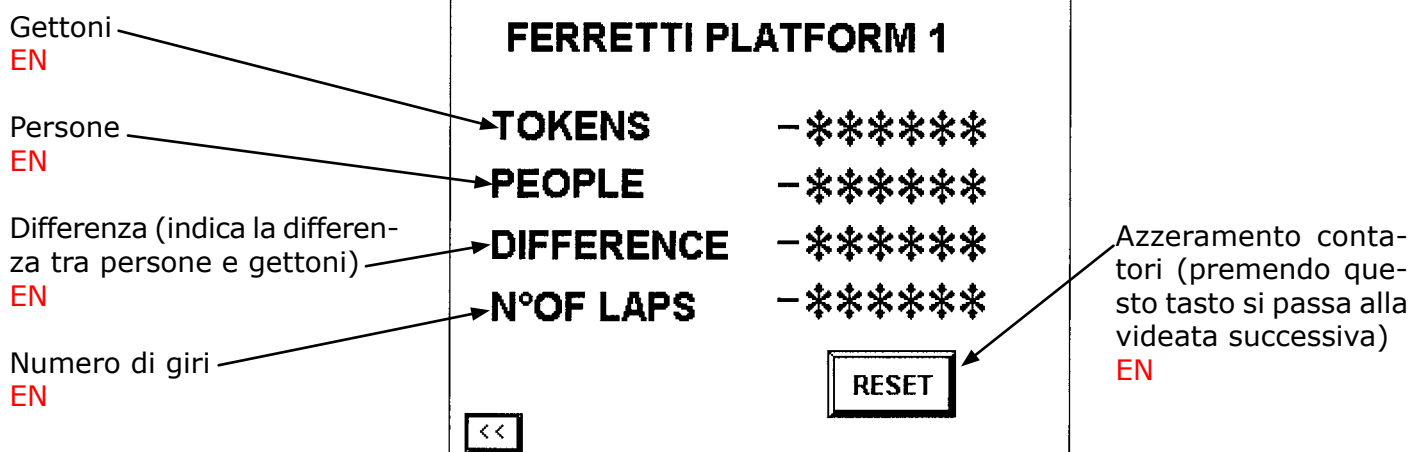 Gettoni
EN
Persone
EN
Differenza (indica la differen-
za tra persone e gettoni)
EN
Numero di giri
EN
FERRETTI PLATFORM 1
TOKENS -******
PEOPLE -******
DIFFERENCE -******
N°OF LAPS -******
RESET
<<
Azzeramento conta-
tori (premendo que-
sto tasto si passa alla
videata successiva)
EN